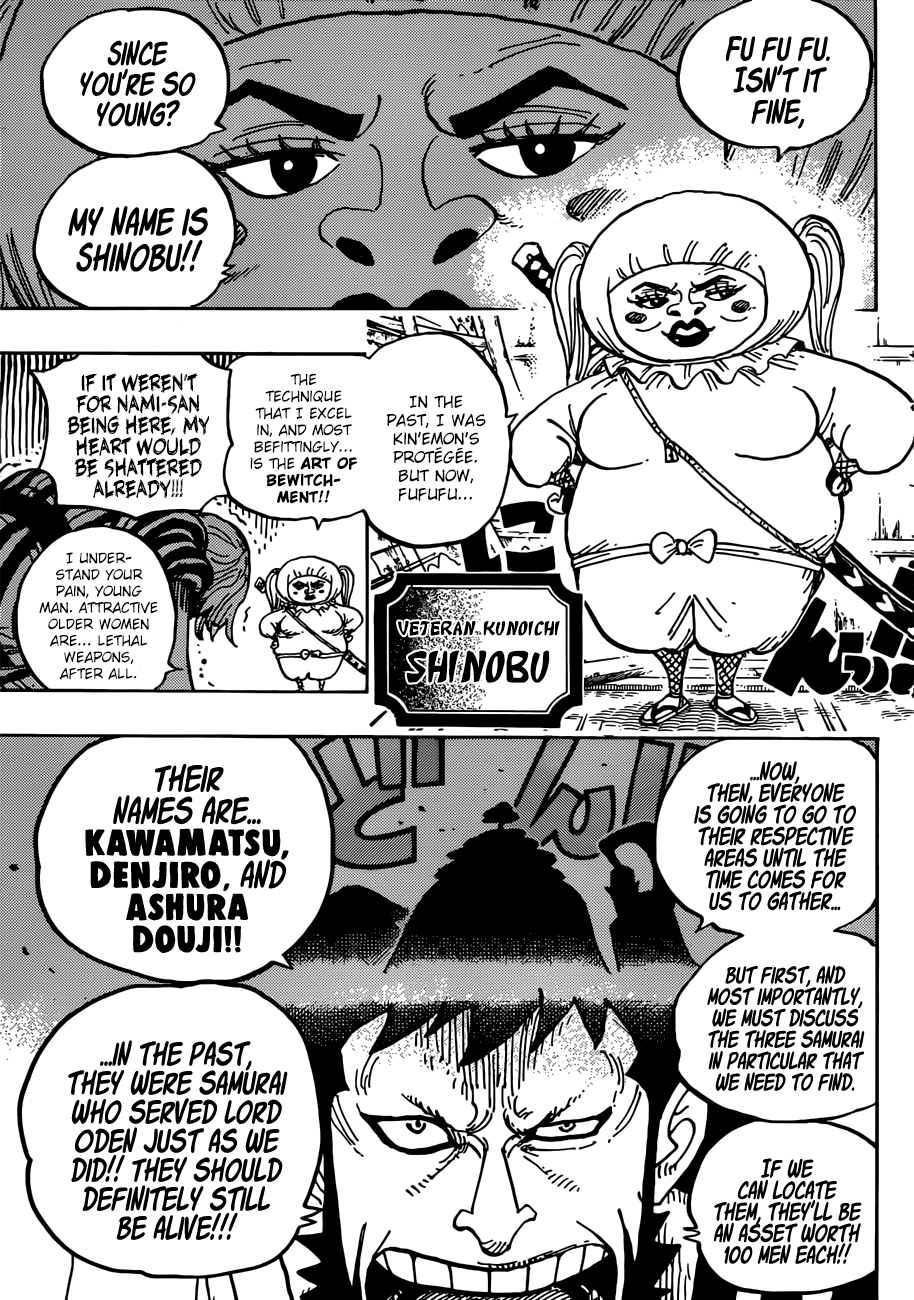 FU FU FU.
ISN'T IT
FINE,
SINCE
YOU'RE SO
YOUNG?
MY NAME IS
SHINOBU!!
IN THE
PAST, I WAS
KIN'EMON'S
PROTÉGÉE.
BUT NOW,
FUFUFU...
THE
TECHNIQUE
THAT I EXCEL
IN, AND MOST
BEFITTINGLY...
IS THE ART OF
BEWITCH-
MENT!!
IF IT WEREN'T
FOR NAMI-SAN
BEING HERE, MY
HEART WOULD
BE SHATTERED
ALREADY!!!
I UNDER-
STAND YOUR
PAIN, YOUNG
MAN. ATTRACTIVE
OLDER WOMEN
ARE... LETHAL
WEAPONS,
AFTER ALL.
VETERAN KUNOICHI
SHINOBU
...NOW,
THEN, EVERYONE
IS GOING TO GO TO
THEIR RESPECTIVE
AREAS UNTIL THE
TIME COMES FOR
US TO GATHER...
BUT FIRST, AND
MOST IMPORTANTLY,
WE MUST DISCUSS
THE THREE SAMURAI
IN PARTICULAR THAT
WE NEED TO FIND.
IF WE
CAN LOCATE
THEM, THEY'LL BE
AN ASSET WORTH
100 MEN EACH!!
THEIR
NAMES ARE...
KAWAMATSU,
DENJIRO, AND
ASHURA
DOUJI!!
...IN THE PAST,
THEY WERE SAMURAI
WHO SERVED LORD
ODEN JUST AS WE
DID!! THEY SHOULD
DEFINITELY STILL
BE ALIVE!!!